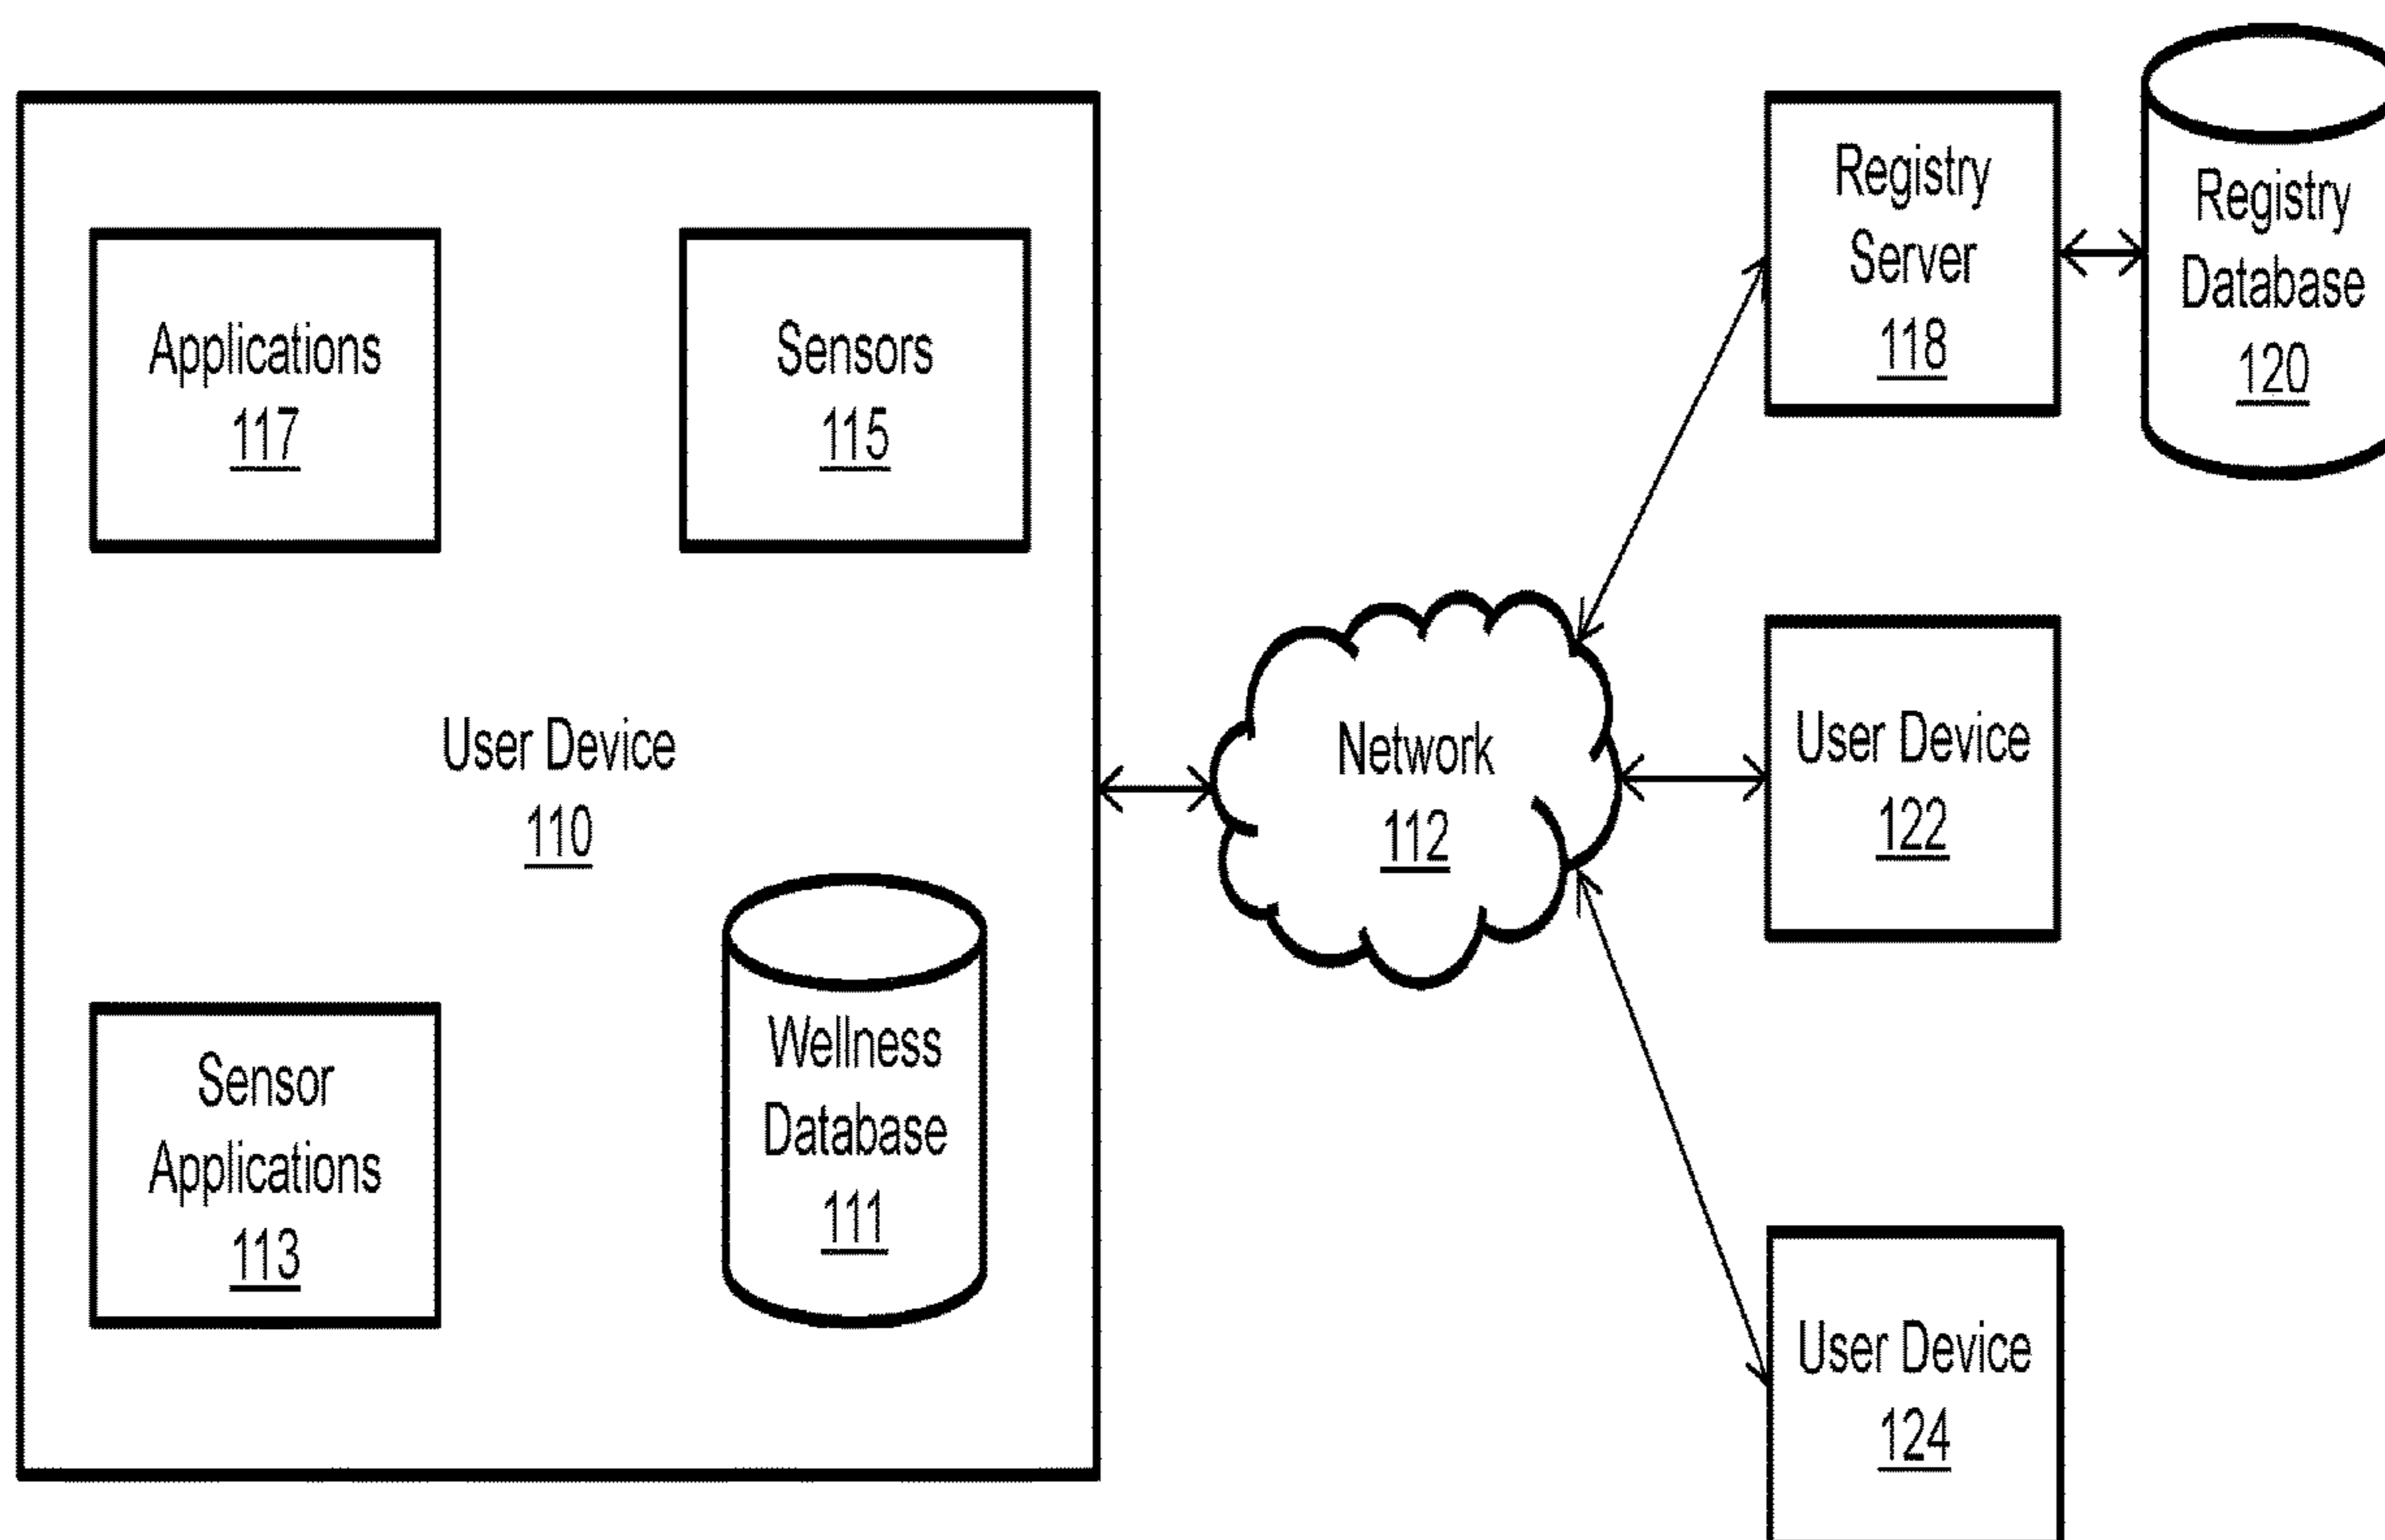 Applications
117
Sensors
115
User Device
110
Sensor
Applications
113
Wellness
Database
111
Network
112
Registry
Server
118
Registry
Database
120
User Device
122
User Device
124